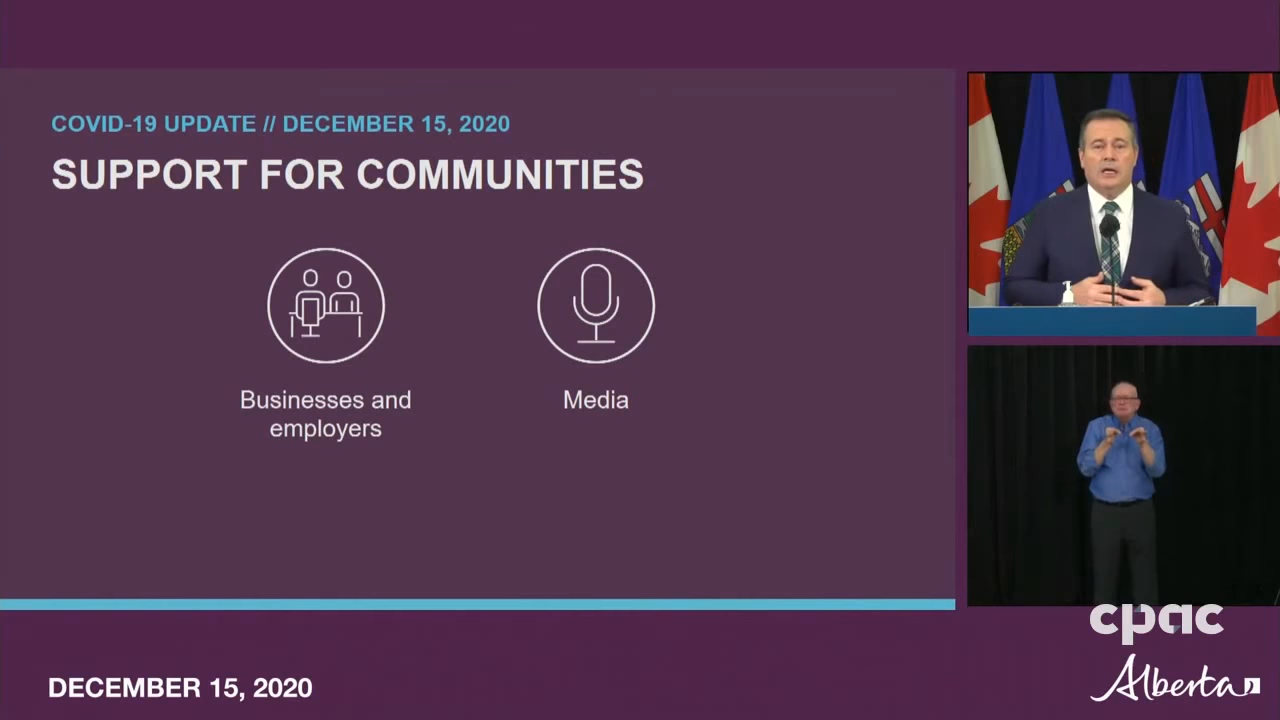 COVID-19 UPDATE // DECEMBER 15, 2020
SUPPORT FOR COMMUNITIES
Businesses and
employers
Media
cpac
DECEMBER 15, 2020
Alberta